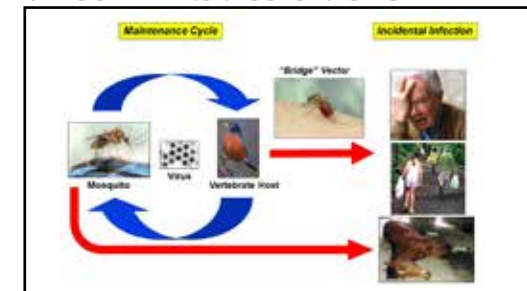 Maintenance Cycle
Incidental Infection
"Bridge" Vector
Mosquito
Virus
Vertebrate Host